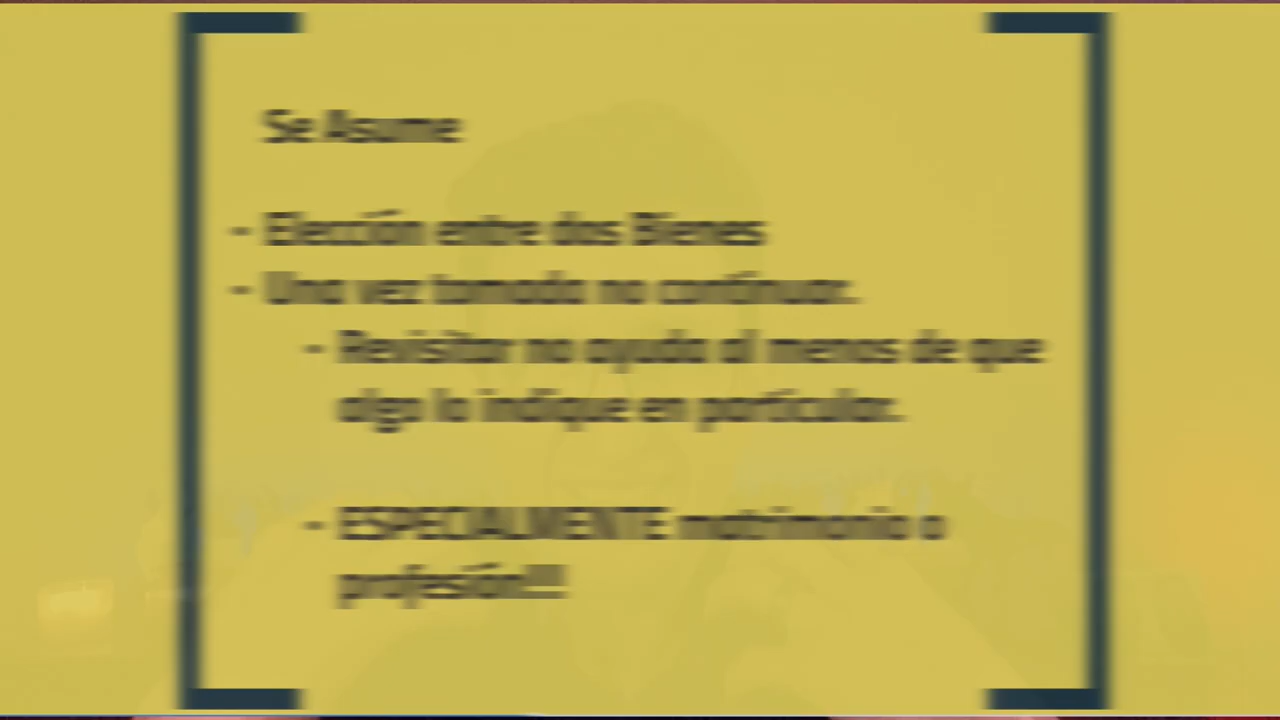 Se Asume
- Elección entre dos Bienes
- Una vez tomada no continuar.
- Revisitar no ayuda al menos de que
algo lo indique en particular.
- ESPECIALMENTE matrimonio o
profesión!!!